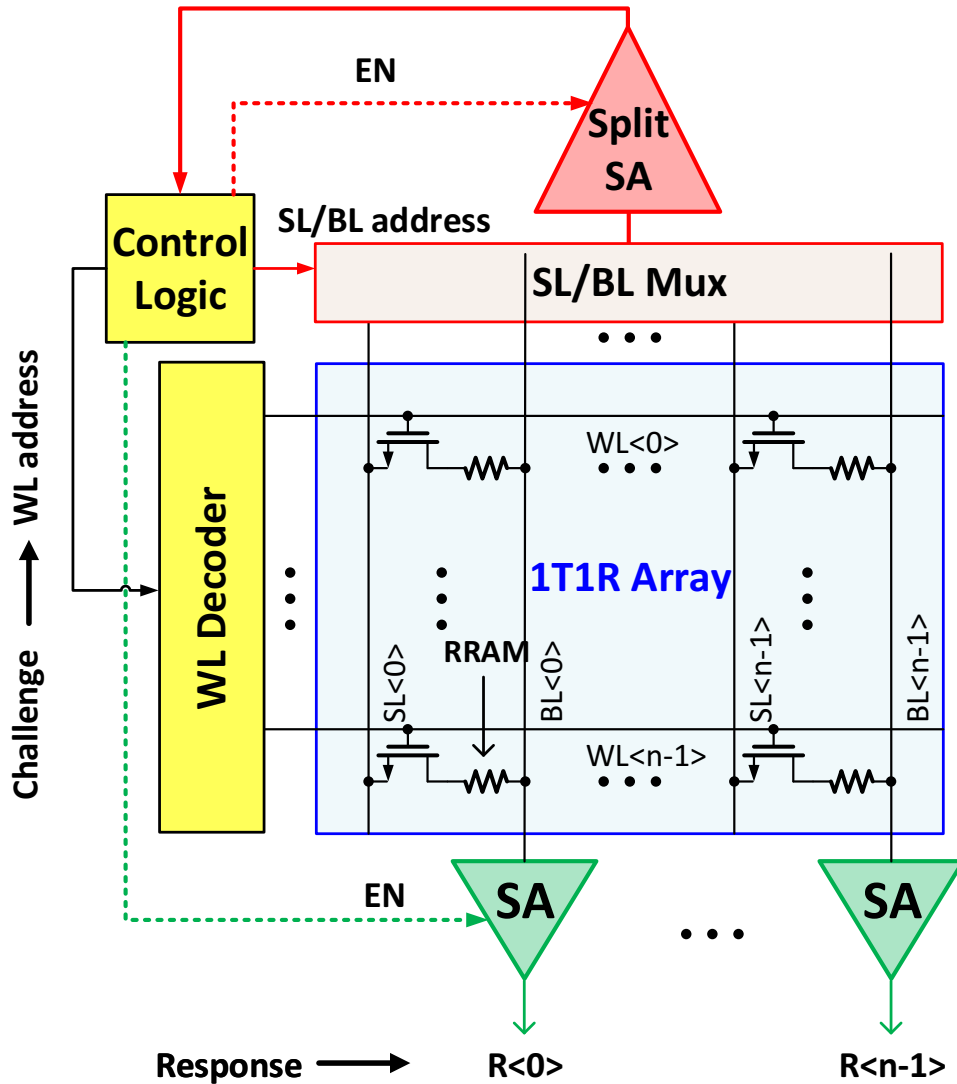 EN
Split
SA
Control
Logic
SL/BL address
SL/BL Mux
WL address
Challenge
WL Decoder
WL<0>
1T1R Array
RRAM
SL<0>
BL<0>
SL<n-1>
BL<n-1>
WL<n-1>
EN
SA
SA
Response
R<0>
R<n-1>